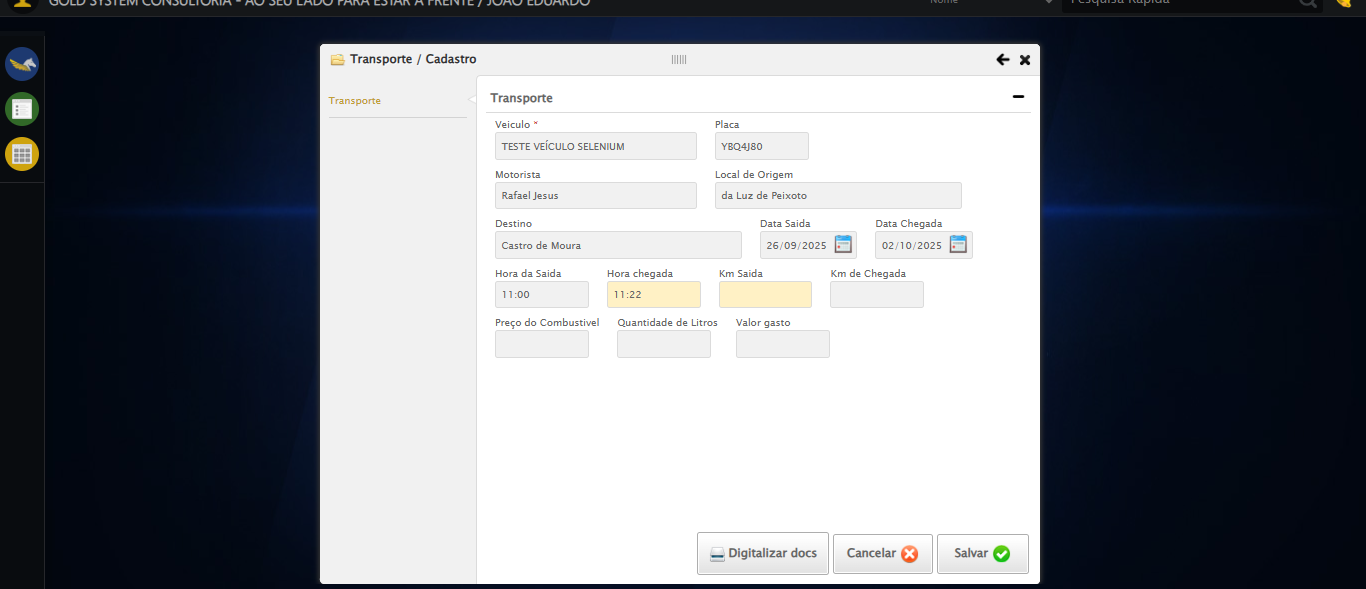 GOLD SYSTEM CONSULTORIA - AO SEU LADO PARA ESTAR À FRENTE / JOÃO EDUARDO
Nome
Pesquisa Rápida
Transporte / Cadastro
Transporte
Transporte
Veiculo *
Placa
TESTE VEÍCULO SELENIUM
YBQ4J80
Motorista
Local de Origem
Rafael Jesus
da Luz de Peixoto
Destino
Data Saida
Data Chegada
Castro de Moura
26/09/2025
02/10/2025
Hora da Saida
Hora chegada
Km Saida
Km de Chegada
11:00
11:22
Preço do Combustivel
Quantidade de Litros
Valor gasto
Digitalizar docs
Cancelar
Salvar